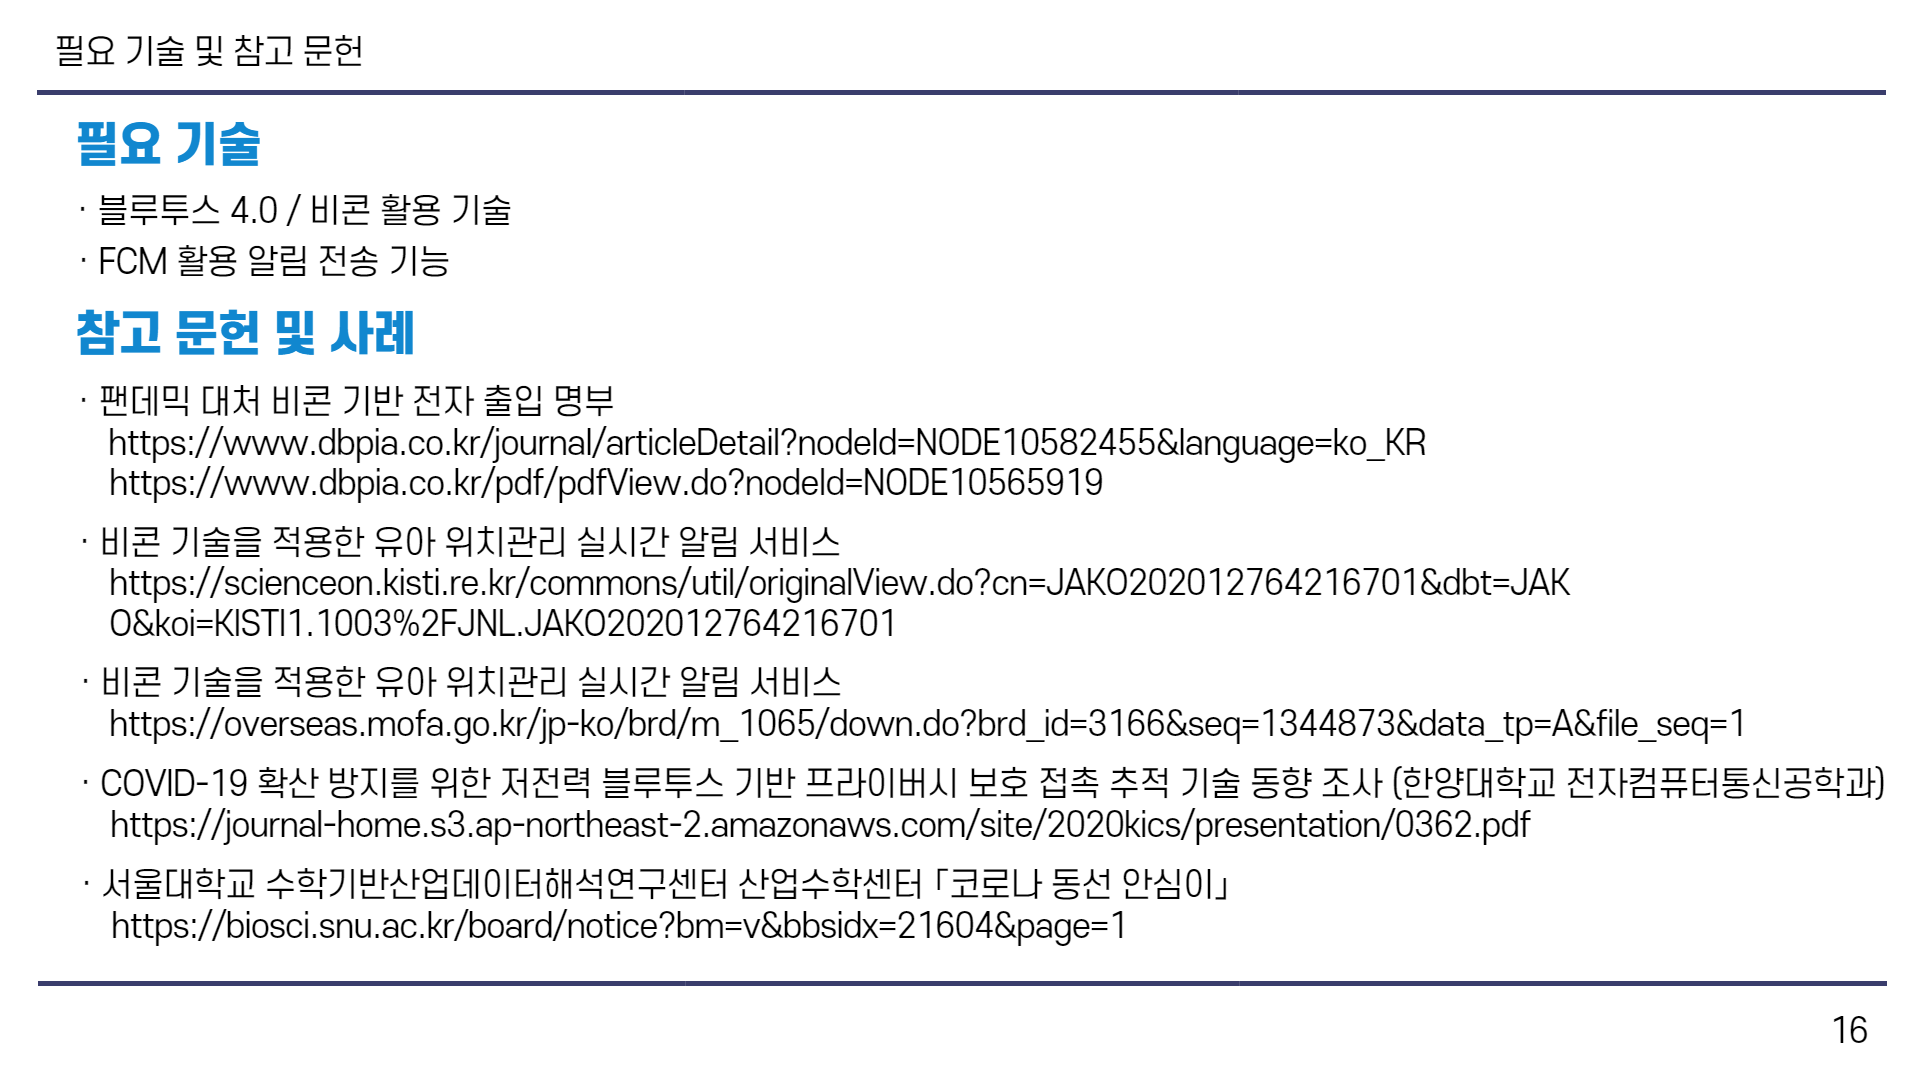 필요 기술 및 참고 문헌
필요 기술
· 블루투스 4.0 / 비콘 활용 기술
· FCM 활용 알림 전송 기능
참고 문헌 및 사례
· 팬데믹 대처 비콘 기반 전자 출입 명부
https://www.dbpia.co.kr/journal/articleDetail?nodeId=NODE10582455&language=ko_KR
https://www.dbpia.co.kr/pdf/pdfView.do?nodeId=NODE10565919
· 비콘 기술을 적용한 유아 위치관리 실시간 알림 서비스
https://scienceon.kisti.re.kr/commons/util/originalView.do?cn=JAKO202012764216701&dbt=JAK
O&koi=KISTI1.1003%2FJNL.JAKO202012764216701
· 비콘 기술을 적용한 유아 위치관리 실시간 알림 서비스
https://overseas.mofa.go.kr/jp-ko/brd/m_1065/down.do?brd_id=3166&seq=1344873&data_tp=A&file_seq=1
· COVID-19 확산 방지를 위한 저전력 블루투스 기반 프라이버시 보호 접촉 추적 기술 동향 조사 (한양대학교 전자컴퓨터통신공학과)
https://journal-home.s3.ap-northeast-2.amazonaws.com/site/2020kics/presentation/0362.pdf
· 서울대학교 수학기반산업데이터해석연구센터 산업수학센터 「코로나 동선 안심이」
https://biosci.snu.ac.kr/board/notice?bm=v&bbsidx=21604&page=1
16